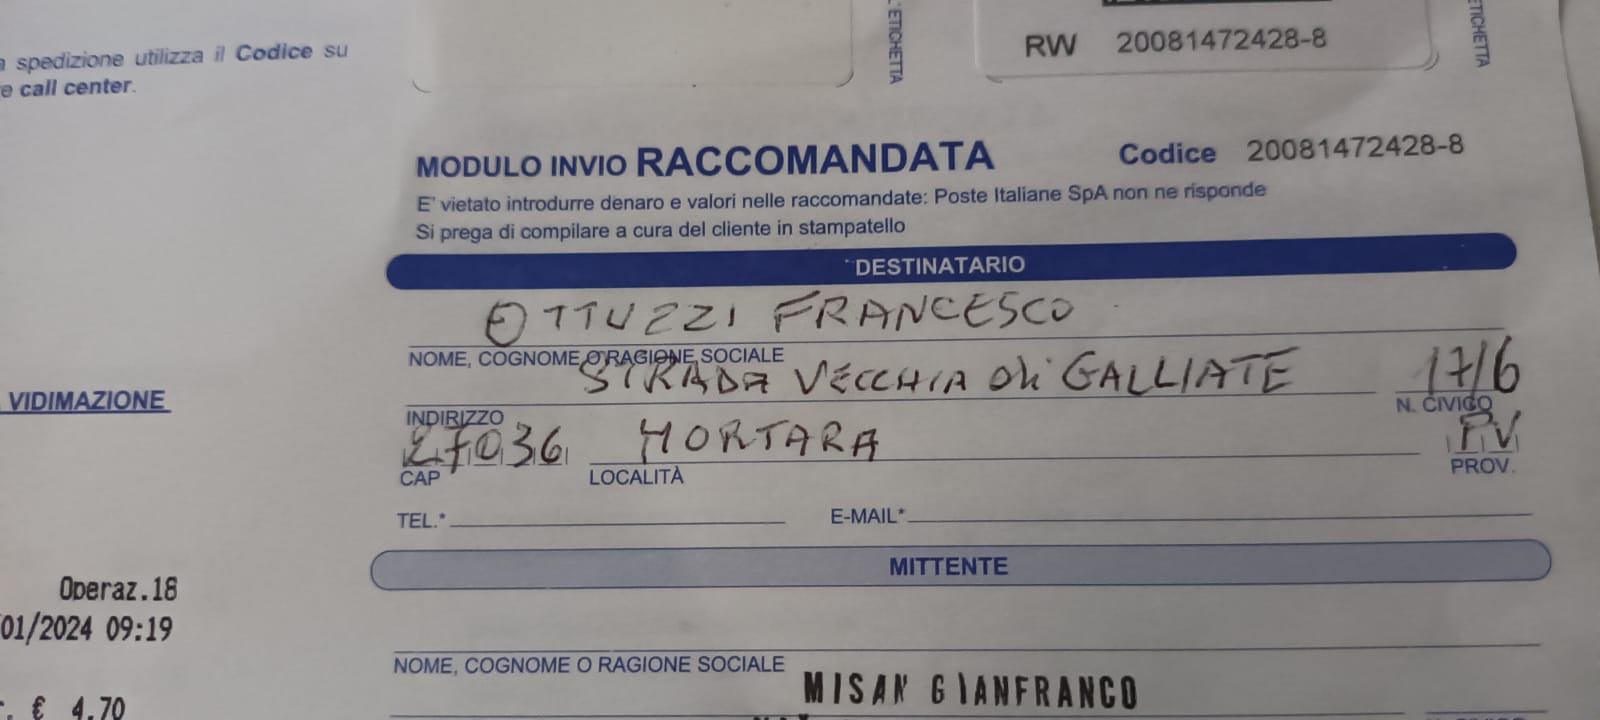 spedizione utilizza il Codice su
e call center.
L'ETICHETTA
RW 20081472428-8
ETICHETTA
MODULO INVIO RACCOMANDATA Codice 20081472428-8
E' vietato introdurre denaro e valori nelle raccomandate: Poste Italiane SpA non ne risponde
Si prega di compilare a cura del cliente in stampatello
DESTINATARIO
OTTUZZI FRANCESCO
NOME, COGNOME O RAGIONE SOCIALE
STRADA VECCHIA di GALLIATE 17/6
INDIRIZZO N. CIVICO
27036 MORTARA PV
CAP LOCALITÀ PROV.
TEL.* E-MAIL*
VIDIMAZIONE
MITTENTE
Operaz.18
01/2024 09:19
NOME, COGNOME O RAGIONE SOCIALE
MISAN GIANFRANCO
€ 4.70